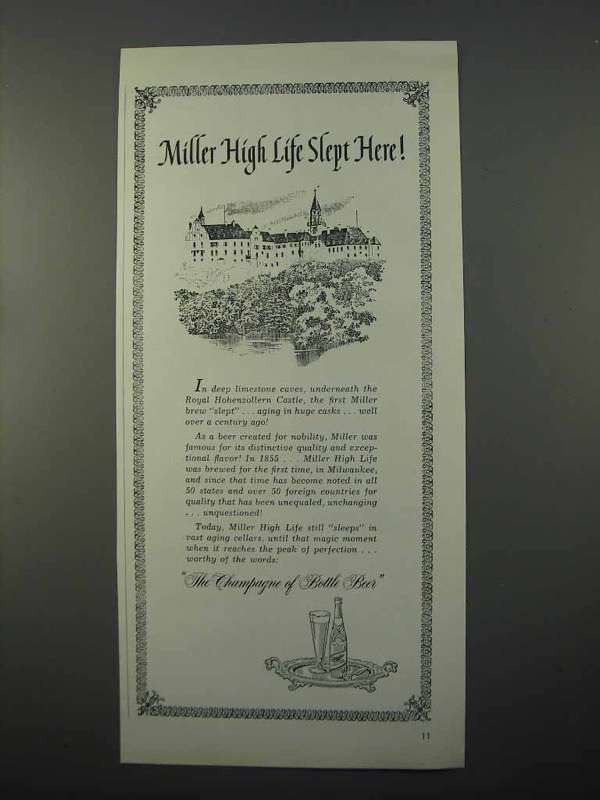 Miller High Life Slept Here!
In deep limestone caves, underneath the
Royal Hohenzollern Castle, the first Miller
brew "slept" . . . aging in huge casks . . . well
over a century ago!
As a beer created for nobility, Miller was
famous for its distinctive quality and excep-
tional flavor! In 1855 . . . Miller High Life
was brewed for the first time, in Milwaukee,
and since that time has become noted in all
50 states and over 50 foreign countries for
quality that has been unequaled, unchanging
. . . unquestioned!
Today, Miller High Life still "sleeps" in
vast aging cellars, until that magic moment
when it reaches the peak of perfection . . .
worthy of the words:
"The Champagne of Bottle Beer"
11